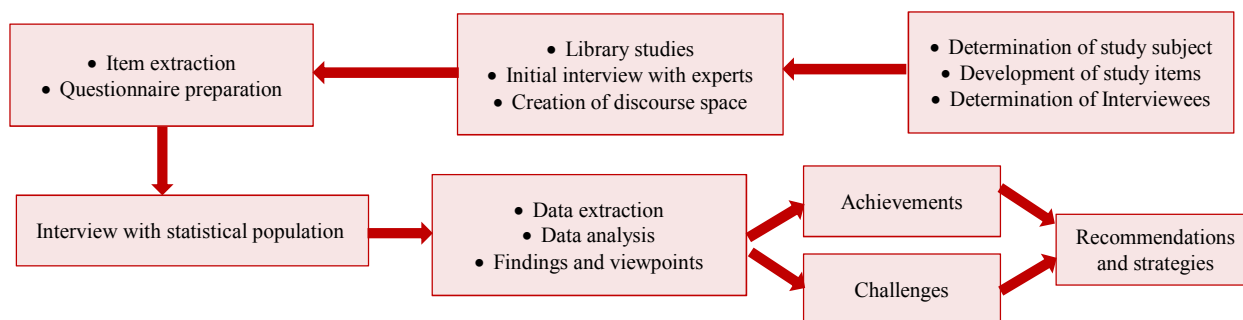 • Item extraction
• Questionnaire preparation
• Library studies
• Initial interview with experts
• Creation of discourse space
• Determination of study subject
• Development of study items
• Determination of Interviewees
Interview with statistical population
• Data extraction
• Data analysis
• Findings and viewpoints
Achievements
Challenges
Recommendations
and strategies